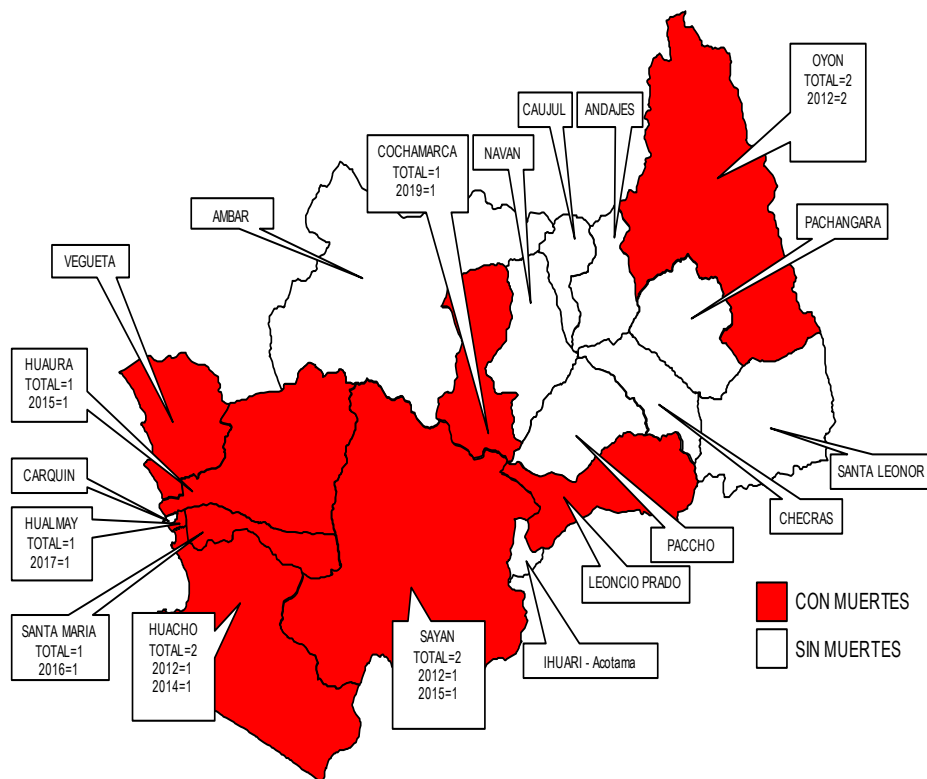 OYON
TOTAL=2
2012=2
CAUJUL
ANDAJES
COCHAMARCA
TOTAL=1
2019=1
NAVAN
AMBAR
PACHANGARA
VEGUETA
HUAURA
TOTAL=1
2015=1
CARQUIN
HUALMAY
TOTAL=1
2017=1
SANTA MARIA
TOTAL=1
2016=1
HUACHO
TOTAL=2
2012=1
2014=1
SAYAN
TOTAL=2
2012=1
2015=1
IHUARI - Acotama
LEONCIO PRADO
PACCHO
CHECRAS
SANTA LEONOR
CON MUERTES
SIN MUERTES